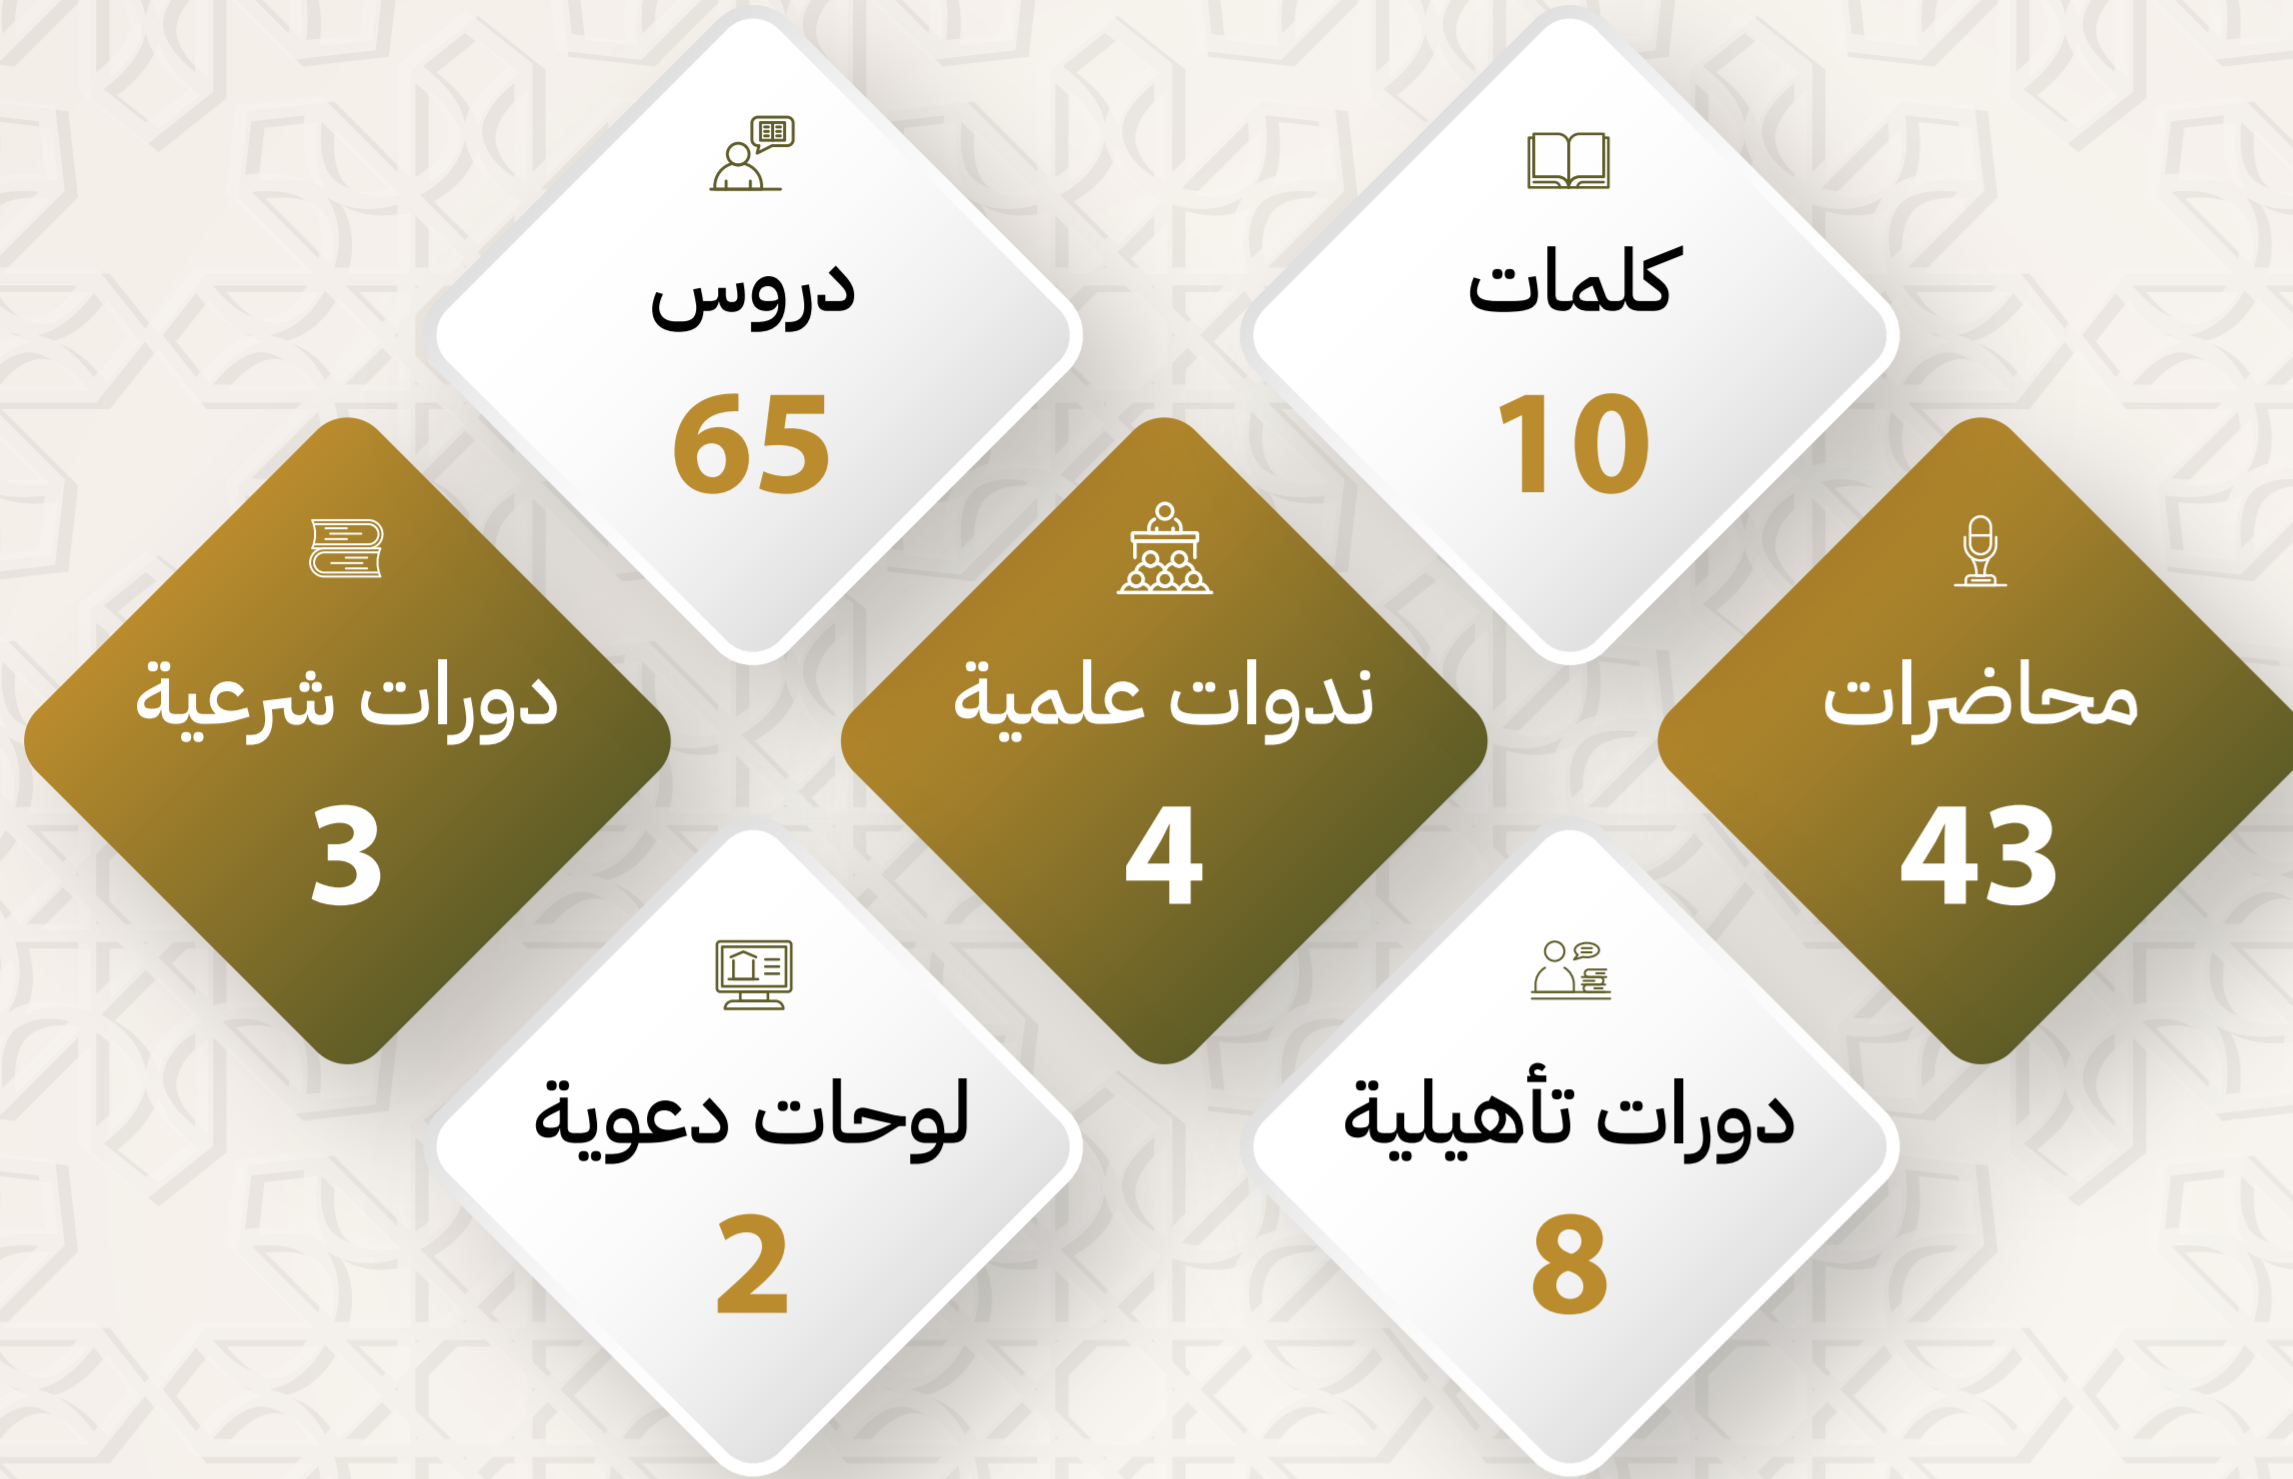 كلمات
10
دروس
65
محاضرات
43
ندوات علمية
4
دورات شرعية
3
دورات تأهيلية
8
لوحات دعوية
2